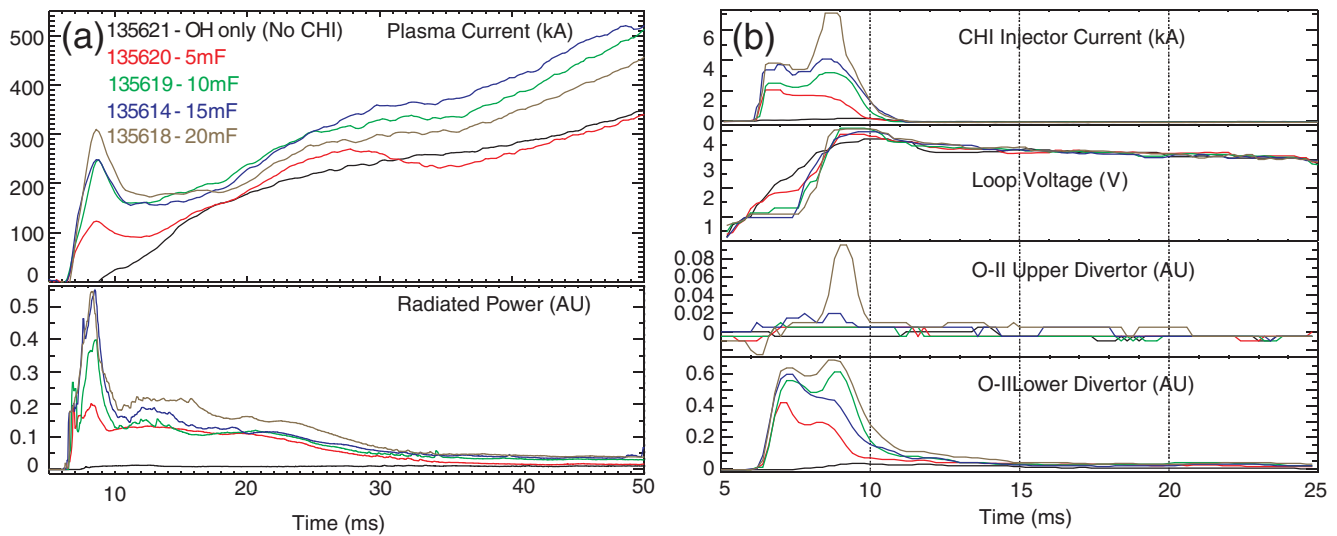 (a)
135621 - OH only (No CHI)
135620 - 5mF
135619 - 10mF
135614 - 15mF
135618 - 20mF
Plasma Current (kA)
500
400
300
200
100
0
Radiated Power (AU)
0.5
0.4
0.3
0.2
0.1
0
10 20 30 40 50
Time (ms)
(b)
CHI Injector Current (kA)
6
4
2
0
Loop Voltage (V)
4
3
2
1
O-II Upper Divertor (AU)
0.08
0.06
0.04
0.02
0
O-IILower Divertor (AU)
0.6
0.4
0.2
0
5 10 15 20 25
Time (ms)